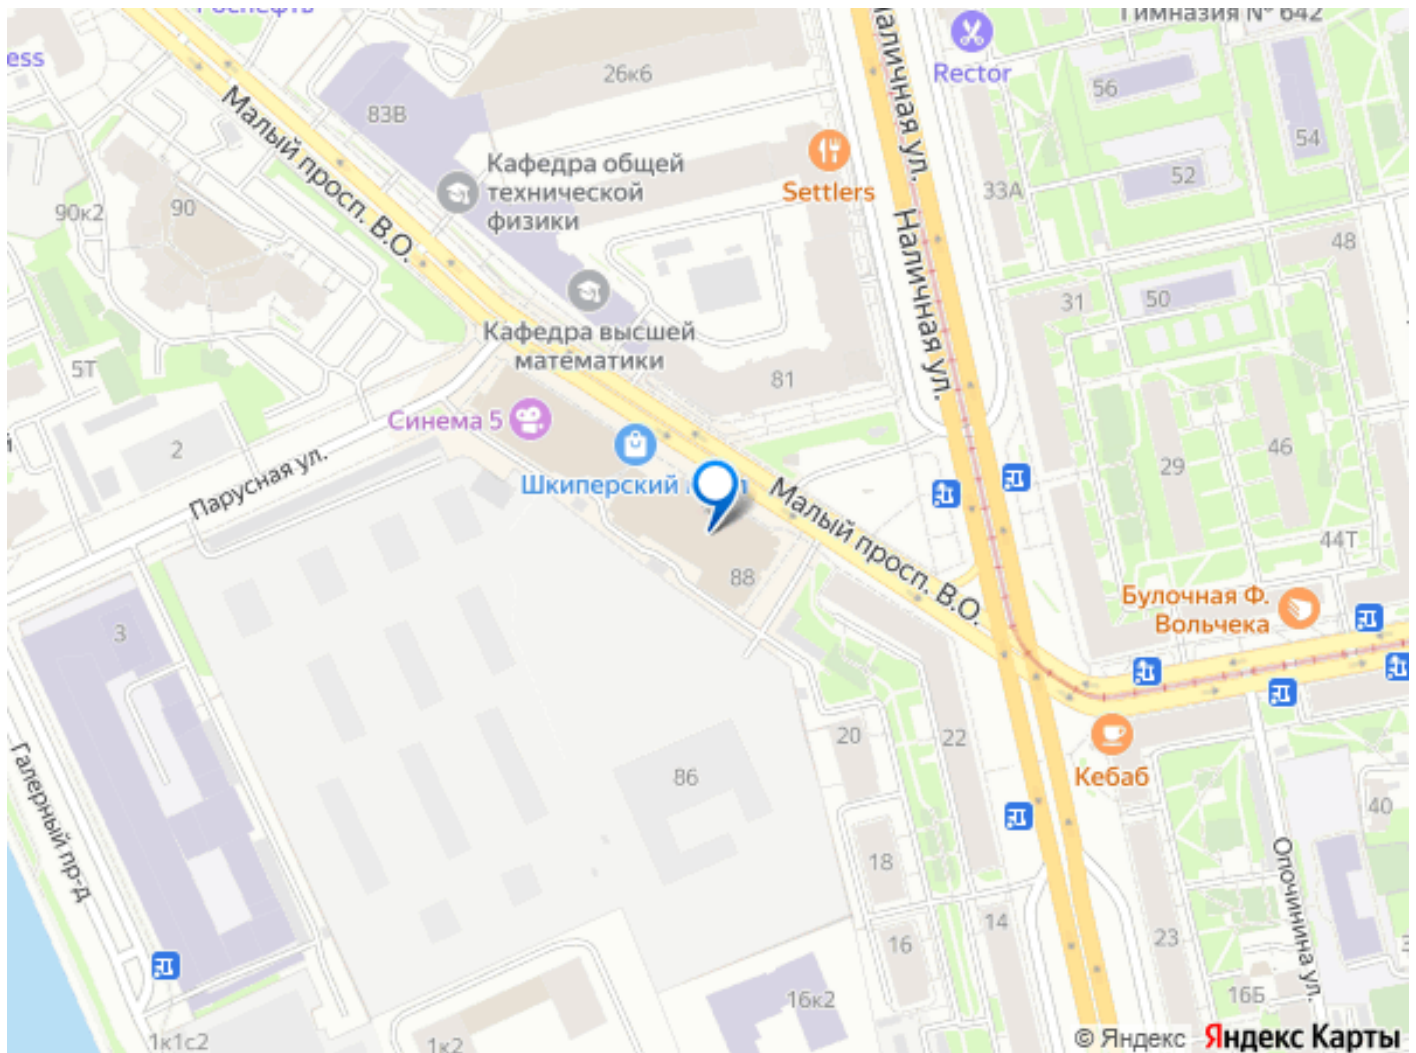 Роснефть
Гимназия № 642
ess
Rector
26к6
56
83В
54
Малый просп. В.О.
Наличная ул.
Кафедра общей
технической
физики
Settlers
52
33А
90к2
90
Наличная ул.
48
31
50
Кафедра высшей
математики
5Т
81
Синема 5
2
46
29
Парусная ул.
Шкиперский
Малый просп. В.О.
44Т
88
Булочная Ф.
Вольчека
3
20
22
86
Кебаб
Галерный пр-д
40
18
Опочинина ул.
14
16
23
16к2
16Б
1к1с2
1к2
© Яндекс Яндекс Карты